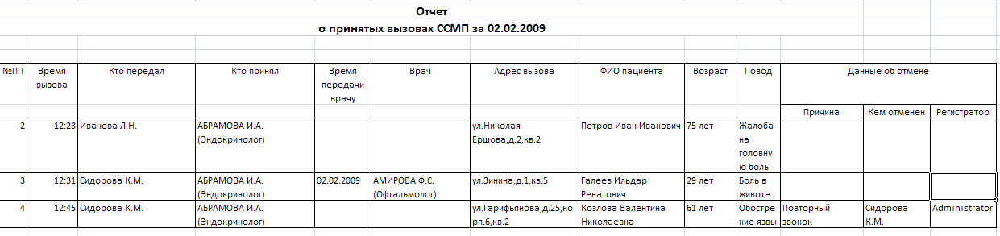 Отчет
о принятых вызовах ССМП за 02.02.2009
№ПП Время вызова Кто передал Кто принял Время передачи врачу Врач Адрес вызова ФИО пациента Возраст Повод Данные об отмене
Причина Кем отменен Регистратор
2 12:23 Иванова Л.Н. АБРАМОВА И.А. ул.Николая Петров Иван Иванович 75 лет Жалоба
(Эндокринолог) Ершова,д.2,кв.2 на
головну
ю боль
3 12:31 Сидорова К.М. АБРАМОВА И.А. 02.02.2009 АМИРОВА Ф.С. ул.Зинина,д.1,кв.5 Галеев Ильдар 29 лет Боль в
(Эндокринолог) (Офтальмолог) Ренатович животе
4 12:45 Сидорова К.М. АБРАМОВА И.А. ул.Гарифьянова,д.25,ко Козлова Валентина 61 лет Обостре Повторный Сидорова Administrator
(Эндокринолог) рп.6,кв.2 Николаевна ние язвы звонок К.М.